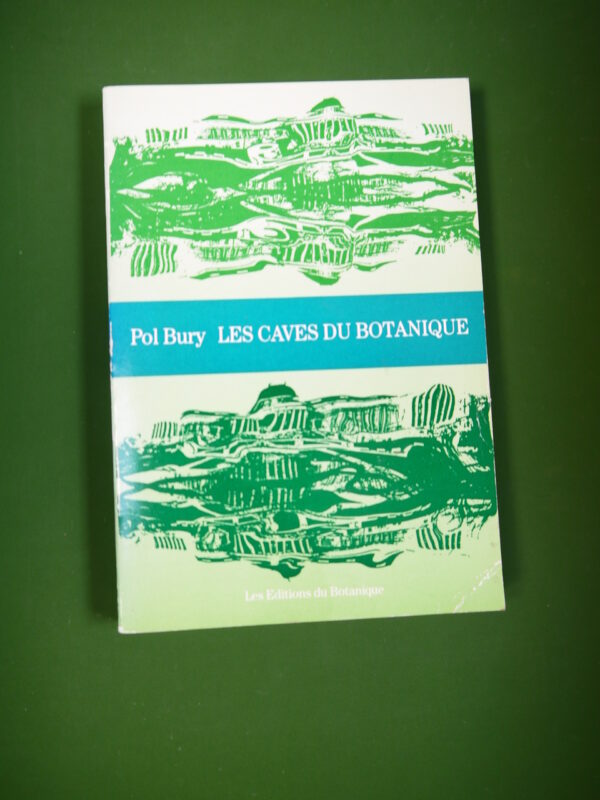 Pol Bury LES CAVES DU BOTANIQUE
Les Editions du Botanique